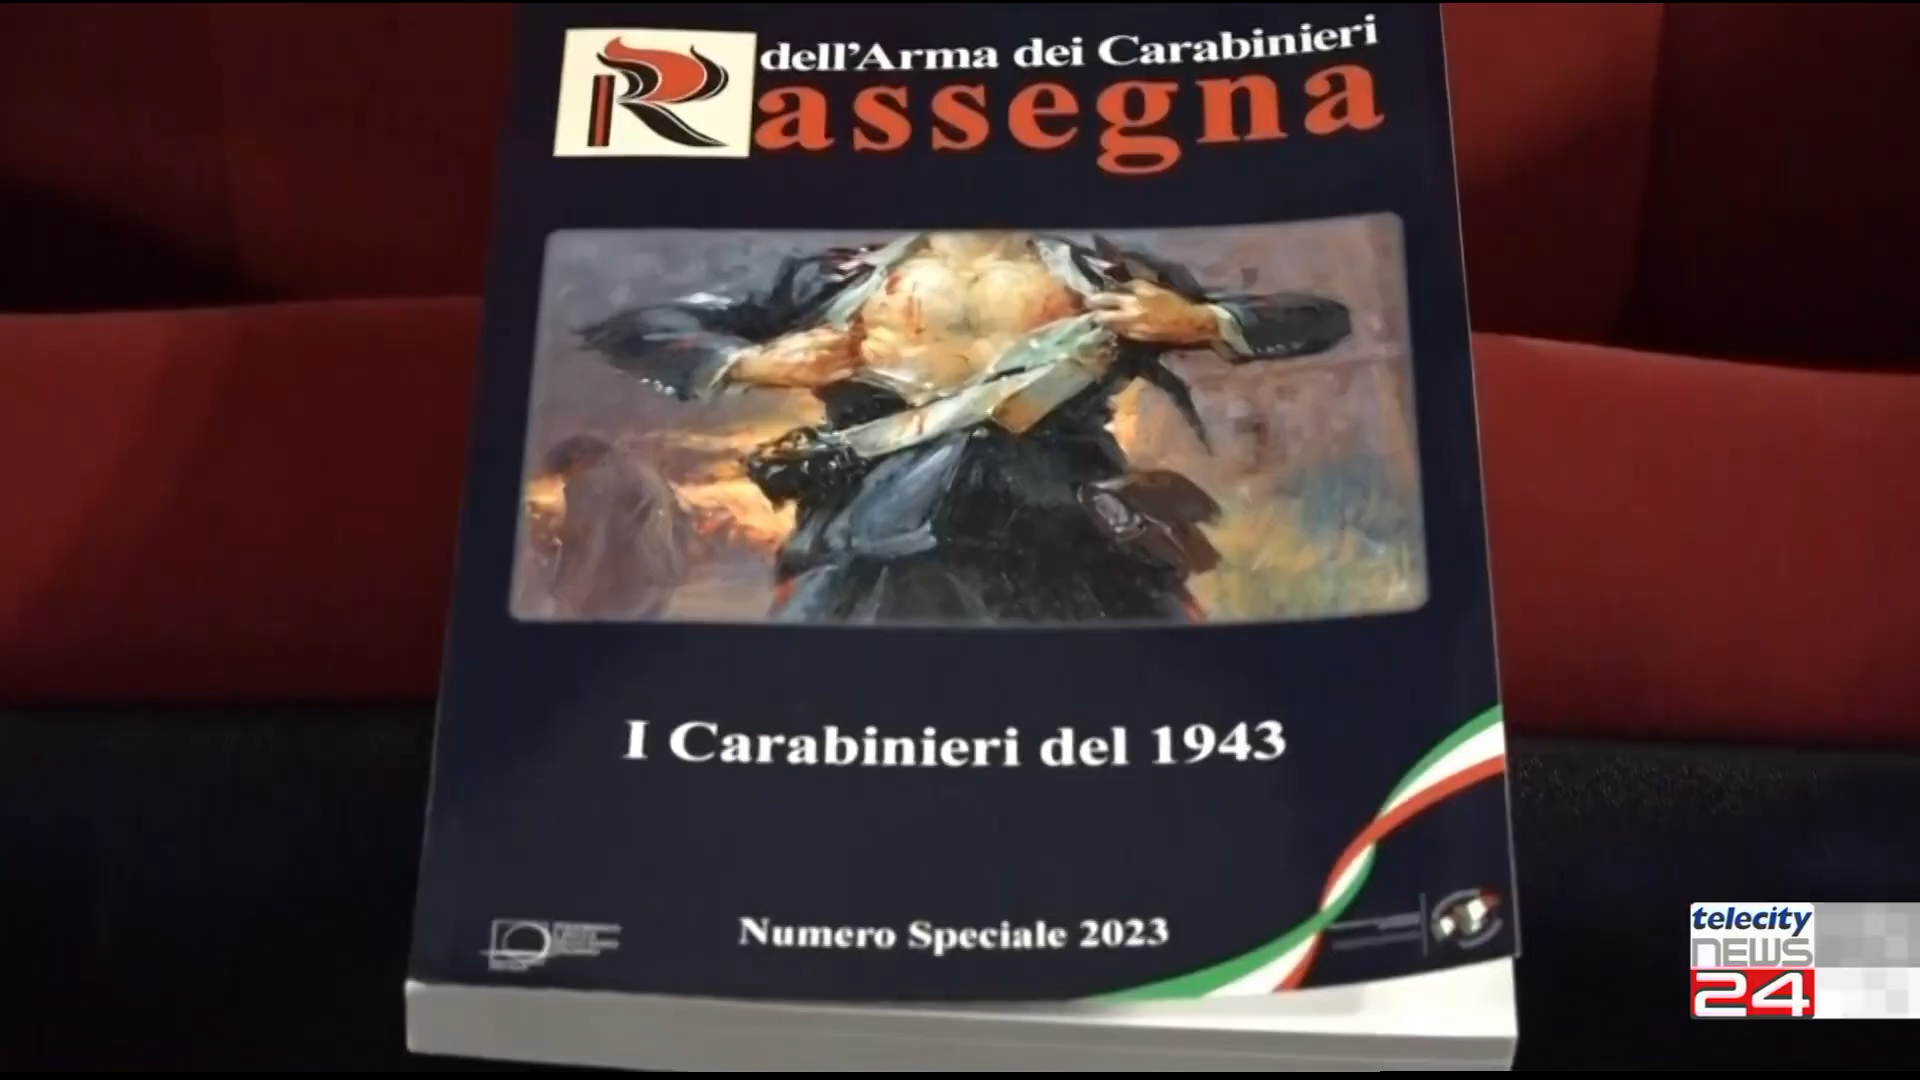 dell'Arma dei Carabinieri
Rassegna
I Carabinieri del 1943
Numero Speciale 2023
telecity
NEWS
24